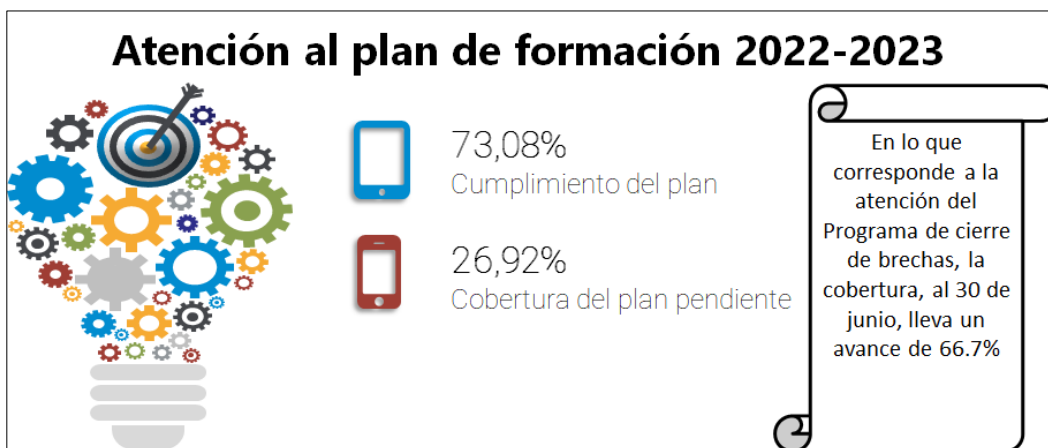 Atención al plan de formación 2022-2023
73,08%
Cumplimiento del plan
26,92%
Cobertura del plan pendiente
En lo que
corresponde a la
atención del
Programa de cierre
de brechas, la
cobertura, al 30 de
junio, lleva un
avance de 66.7%